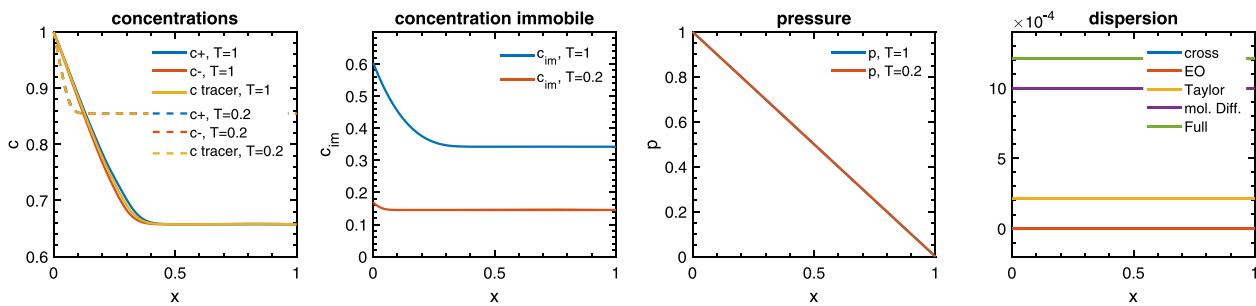 concentrations
1
0.9
0.8
0.7
0.6
c
c+, T=1
c-, T=1
c tracer, T=1
c+, T=0.2
c-, T=0.2
c tracer, T=0.2
0
0.5
1
x
concentration immobile
0.6
0.5
0.4
0.3
0.2
0.1
0
c_im
c_im, T=1
c_im, T=0.2
0
0.5
1
x
pressure
1
0.8
0.6
0.4
0.2
0
p
p, T=1
p, T=0.2
0
0.5
1
x
dispersion
×10^-4
10
5
0
cross
EO
Taylor
mol. Diff.
Full
0
0.5
1
x